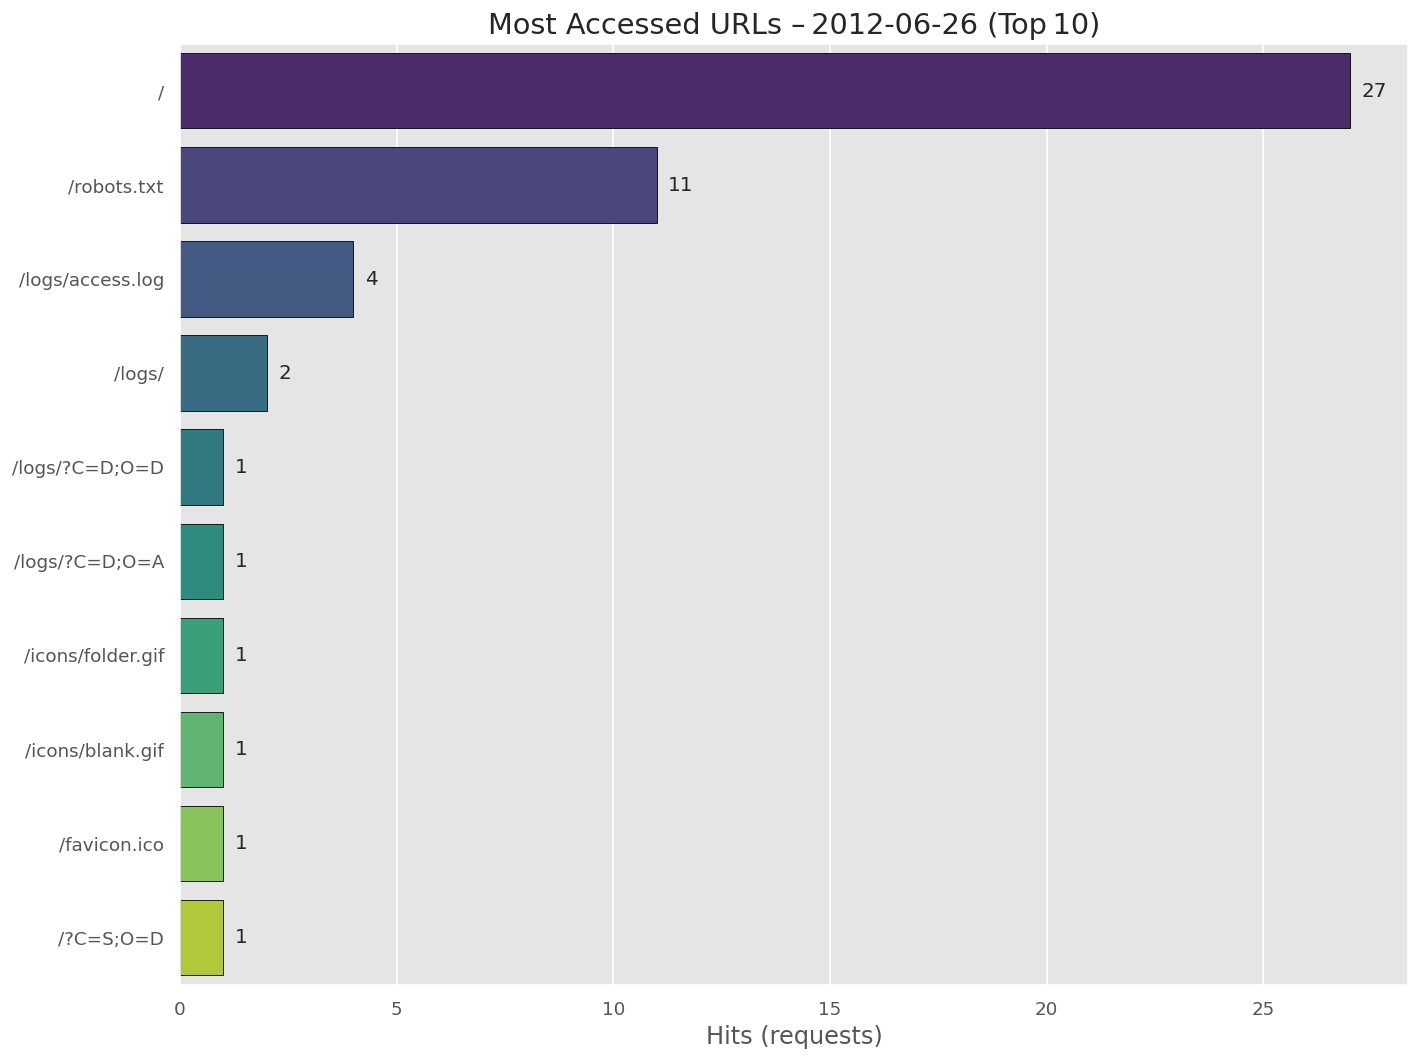 Most Accessed URLs – 2012-06-26 (Top 10)
/ 27
/robots.txt 11
/logs/access.log 4
/logs/ 2
/logs/?C=D;O=D 1
/logs/?C=D;O=A 1
/icons/folder.gif 1
/icons/blank.gif 1
/favicon.ico 1
/?C=S;O=D 1
0 5 10 15 20 25
Hits (requests)